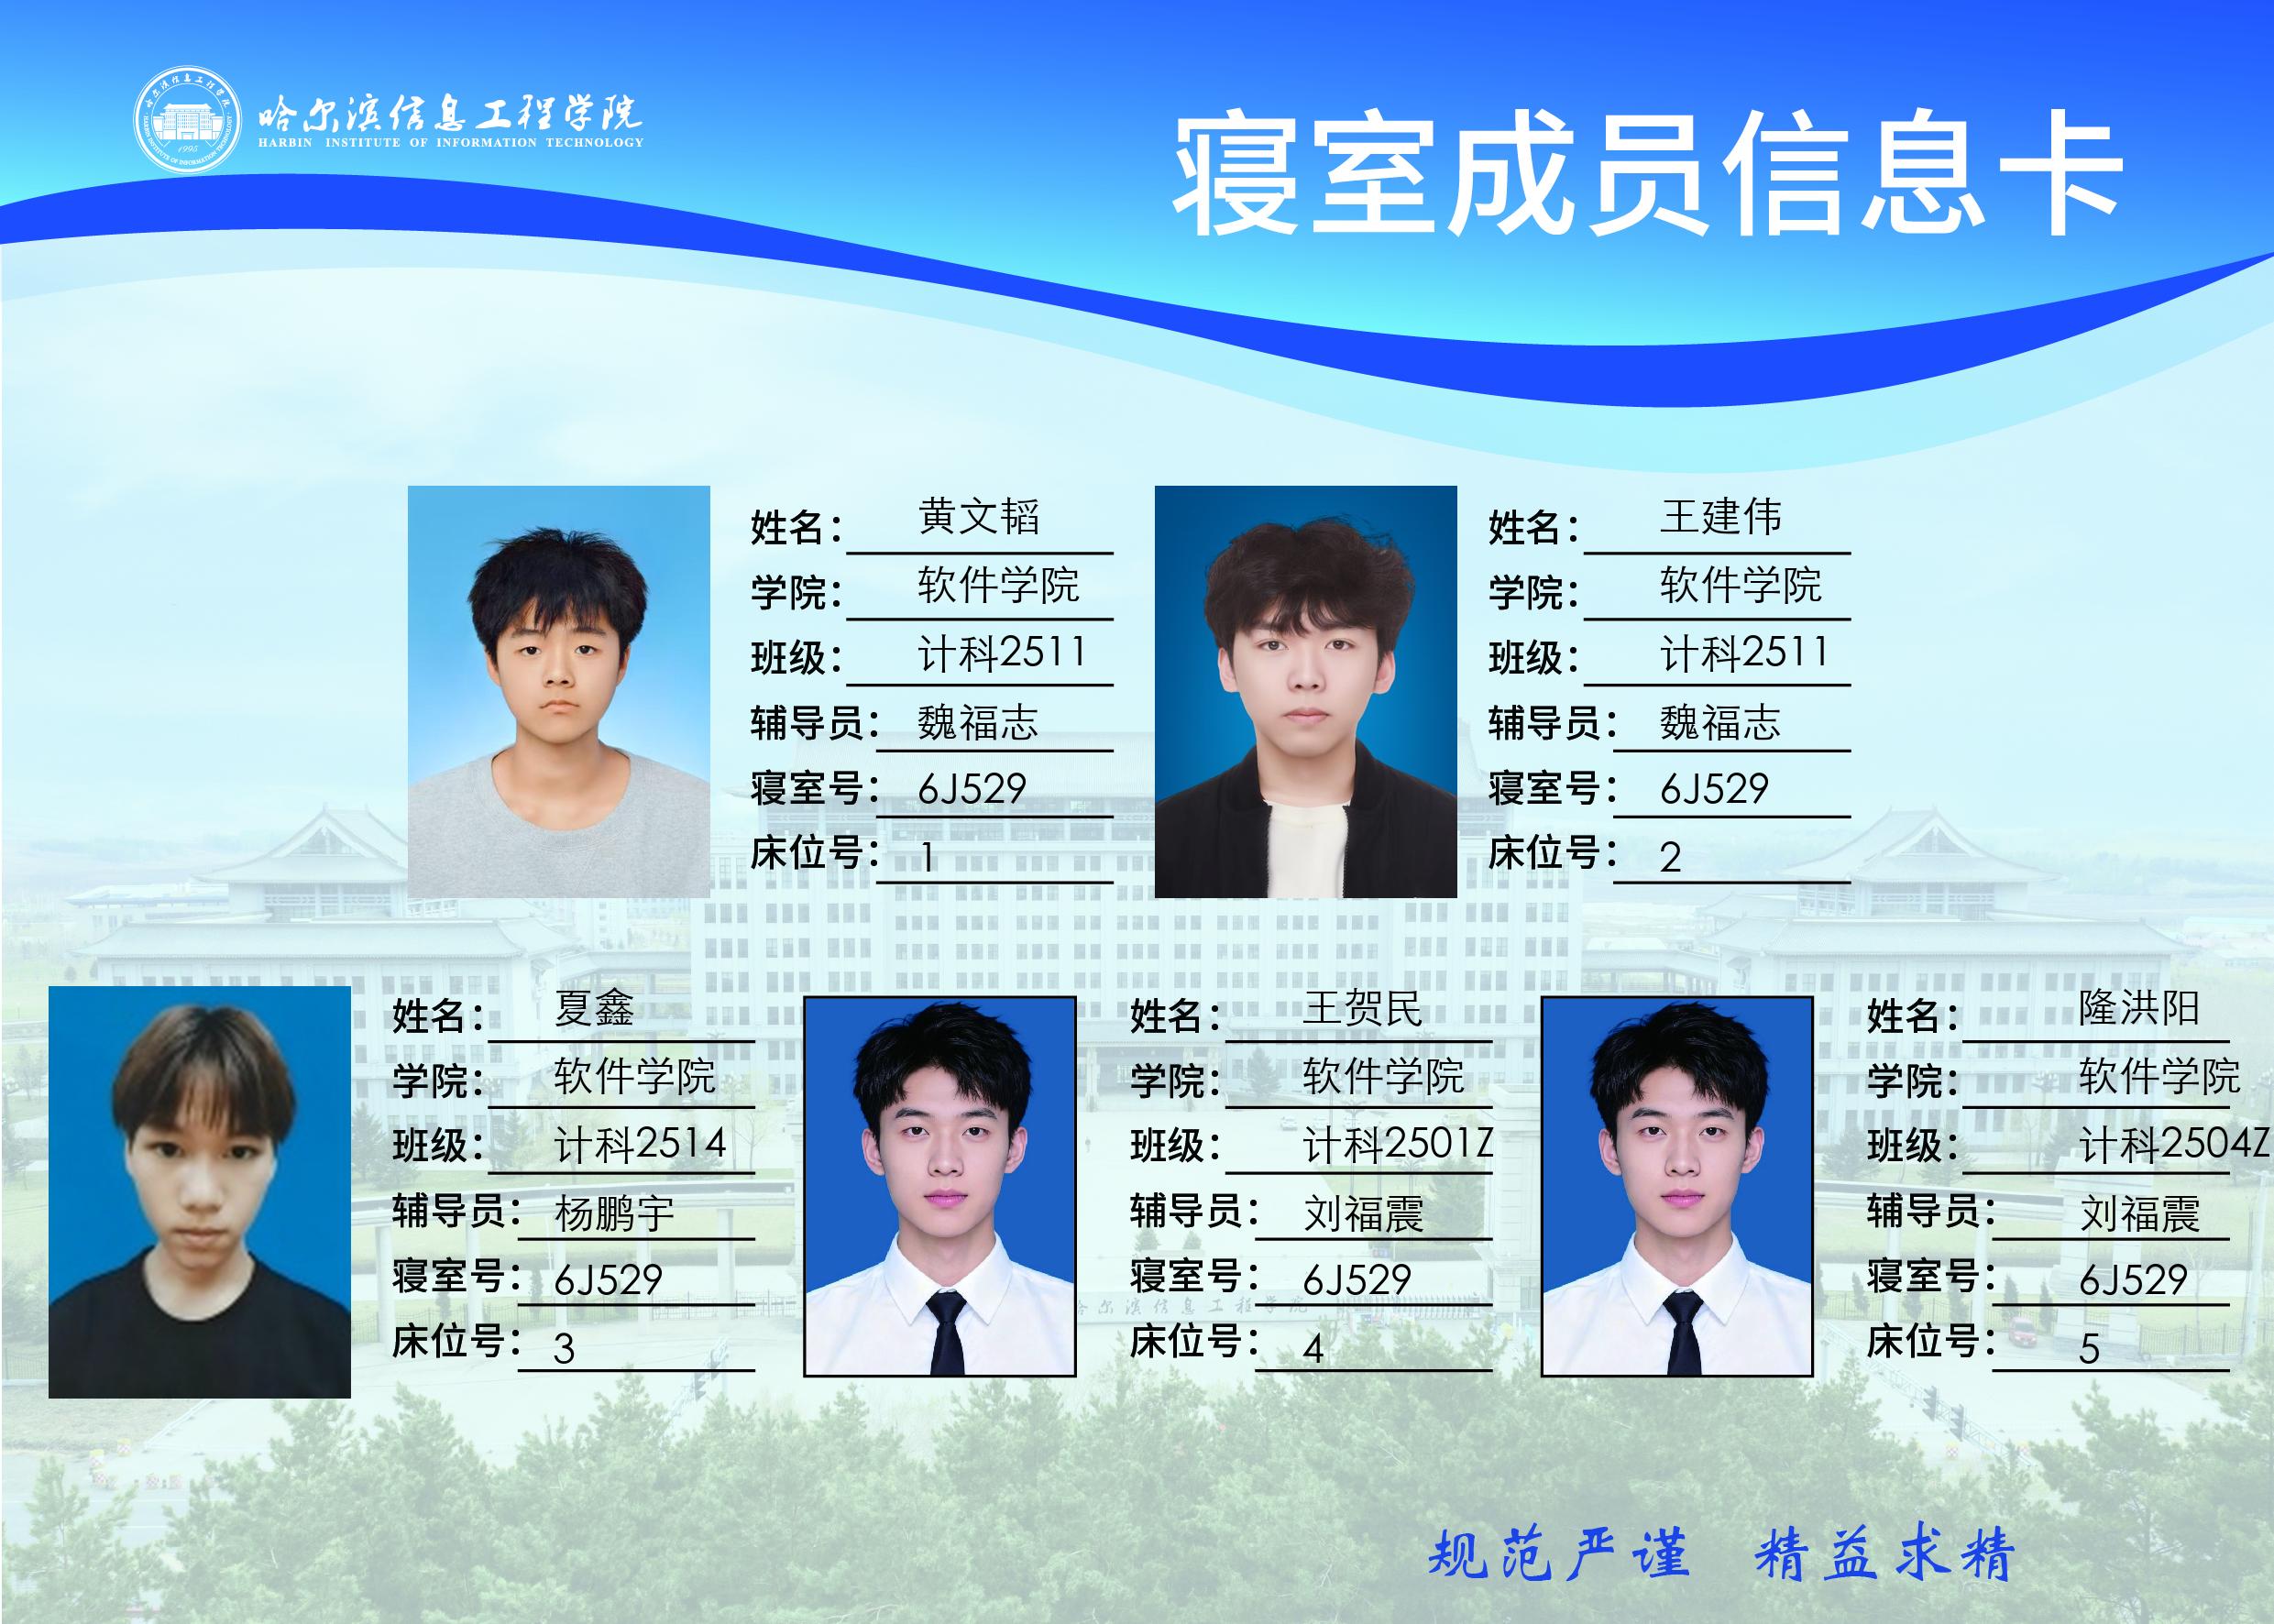 哈尔滨信息工程学院
HARBIN INSTITUTE OF INFORMATION TECHNOLOGY
1995
寝室成员信息卡
姓名： 黄文韬
学院： 软件学院
班级： 计科2511
辅导员： 魏福志
寝室号： 6J529
床位号： 1
姓名： 王建伟
学院： 软件学院
班级： 计科2511
辅导员： 魏福志
寝室号： 6J529
床位号： 2
姓名： 夏鑫
学院： 软件学院
班级： 计科2514
辅导员： 杨鹏宇
寝室号： 6J529
床位号： 3
姓名： 王贺民
学院： 软件学院
班级： 计科2501Z
辅导员： 刘福震
寝室号： 6J529
床位号： 4
姓名： 隆洪阳
学院： 软件学院
班级： 计科2504Z
辅导员： 刘福震
寝室号： 6J529
床位号： 5
哈尔滨信息工程学院
规范严谨 精益求精